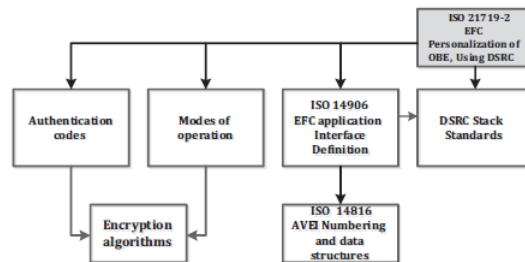 ISO 21719-2
EFC
Personalization of
OBE, Using DSRC
Authentication
codes
Modes of
operation
ISO 14906
EFC application
Interface
Definition
DSRC Stack
Standards
Encryption
algorithms
ISO 14816
AVEI Numbering
and data
structures